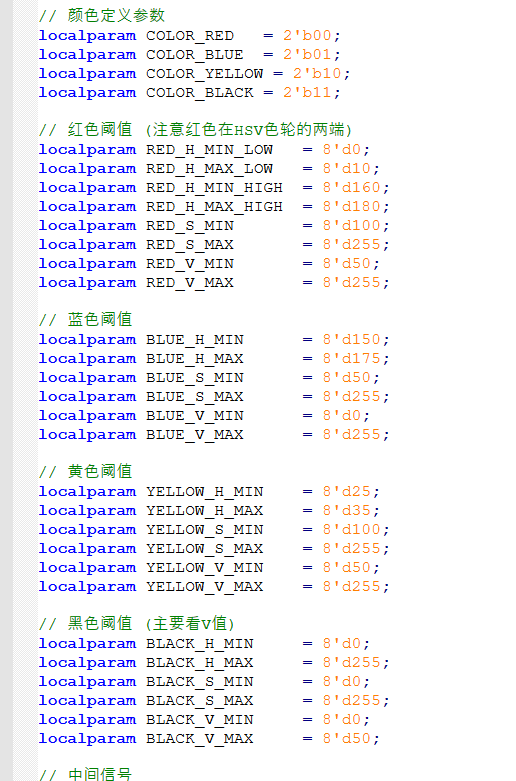 // 颜色定义参数
localparam COLOR_RED   = 2'b00;
localparam COLOR_BLUE  = 2'b01;
localparam COLOR_YELLOW = 2'b10;
localparam COLOR_BLACK = 2'b11;

// 红色阈值 (注意红色在HSV色轮的两端)
localparam RED_H_MIN_LOW   = 8'd0;
localparam RED_H_MAX_LOW   = 8'd10;
localparam RED_H_MIN_HIGH  = 8'd160;
localparam RED_H_MAX_HIGH  = 8'd180;
localparam RED_S_MIN       = 8'd100;
localparam RED_S_MAX       = 8'd255;
localparam RED_V_MIN       = 8'd50;
localparam RED_V_MAX       = 8'd255;

// 蓝色阈值
localparam BLUE_H_MIN      = 8'd150;
localparam BLUE_H_MAX      = 8'd175;
localparam BLUE_S_MIN      = 8'd50;
localparam BLUE_S_MAX      = 8'd255;
localparam BLUE_V_MIN      = 8'd0;
localparam BLUE_V_MAX      = 8'd255;

// 黄色阈值
localparam YELLOW_H_MIN    = 8'd25;
localparam YELLOW_H_MAX    = 8'd35;
localparam YELLOW_S_MIN    = 8'd100;
localparam YELLOW_S_MAX    = 8'd255;
localparam YELLOW_V_MIN    = 8'd50;
localparam YELLOW_V_MAX    = 8'd255;

// 黑色阈值 (主要看V值)
localparam BLACK_H_MIN     = 8'd0;
localparam BLACK_H_MAX     = 8'd255;
localparam BLACK_S_MIN     = 8'd0;
localparam BLACK_S_MAX     = 8'd255;
localparam BLACK_V_MIN     = 8'd0;
localparam BLACK_V_MAX     = 8'd50;

// 中间信号